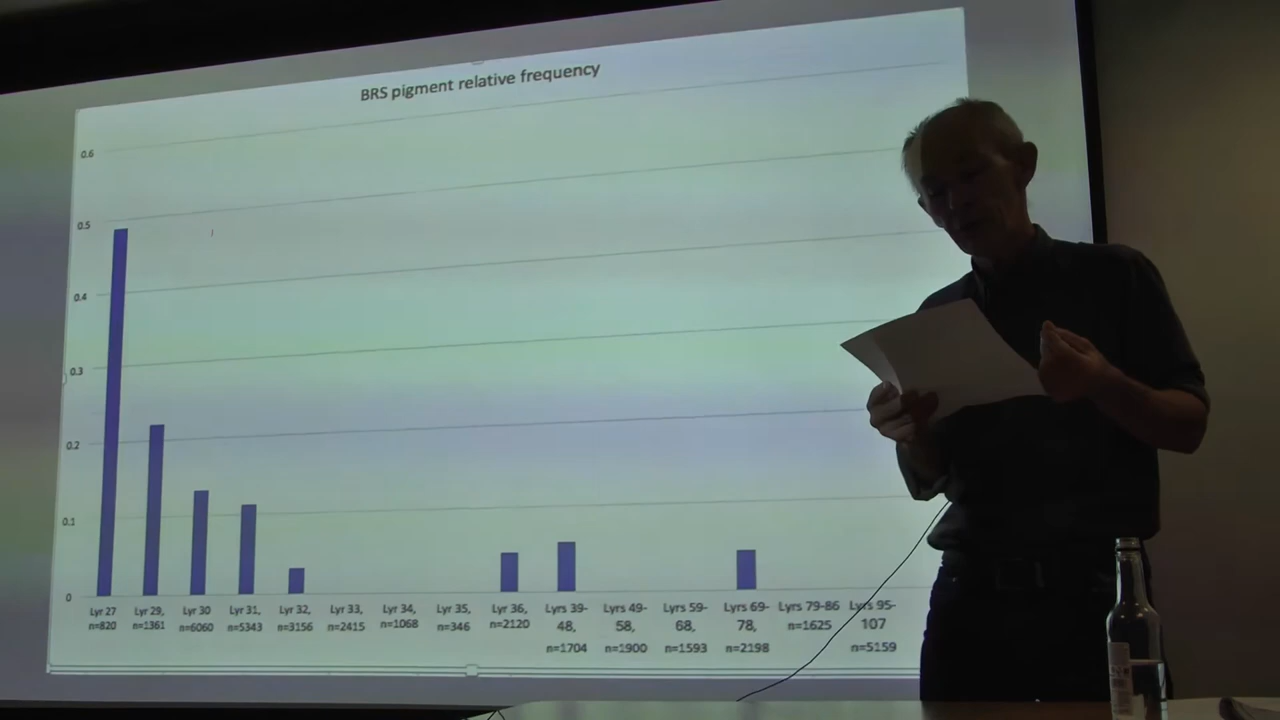 BRS pigment relative frequency
0.6
0.5
0.4
0.3
0.2
0.1
0
Lyr 27
n=820
Lyr 29,
n=1361
Lyr 30
n=6060
Lyr 31,
n=5343
Lyr 32,
n=3156
Lyr 33,
n=2415
Lyr 34,
n=1068
Lyr 35,
n=346
Lyr 36,
n=2120
Lyrs 39-
48,
n=1704
Lyrs 49-
58,
n=1900
Lyrs 59-
68,
n=1593
Lyrs 69-
78,
n=2198
Lyrs 79-86
n=1625
Lyrs 95-
107
n=5159